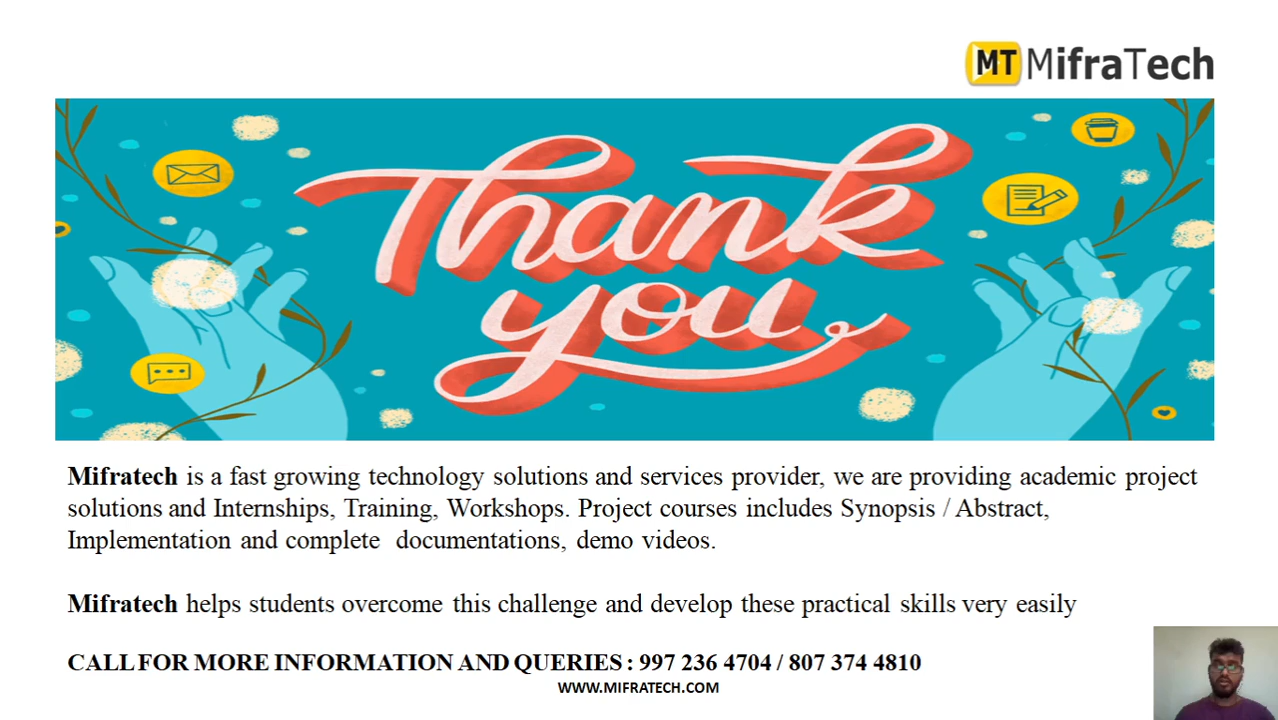 MT MifraTech
Thank
you
Mifratech is a fast growing technology solutions and services provider, we are providing academic project
solutions and Internships, Training, Workshops. Project courses includes Synopsis / Abstract,
Implementation and complete documentations, demo videos.
Mifratech helps students overcome this challenge and develop these practical skills very easily
CALL FOR MORE INFORMATION AND QUERIES : 997 236 4704 / 807 374 4810
WWW.MIFRATECH.COM